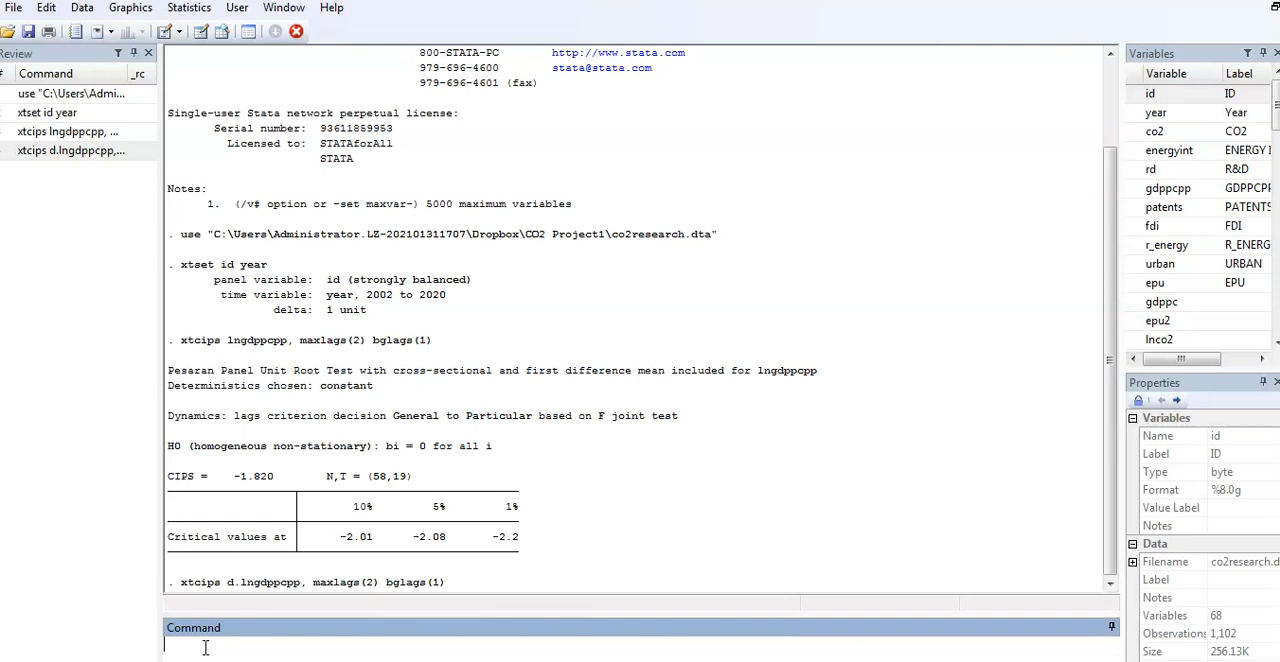 File Edit Data Graphics Statistics User Window Help
Review
# Command _rc
use "C:\Users\Admi...
xtset id year
xtcips lngdppcpp, ...
xtcips d.lngdppcpp,...
800-STATA-PC http://www.stata.com
979-696-4600 stata@stata.com
979-696-4601 (fax)
Single-user Stata network perpetual license:
Serial number: 93611859953
Licensed to: STATAforAll
STATA
Notes:
1. (/v# option or -set maxvar-) 5000 maximum variables
. use "C:\Users\Administrator.LZ-202101311707\Dropbox\CO2 Project1\co2research.dta"
. xtset id year
panel variable: id (strongly balanced)
time variable: year, 2002 to 2020
delta: 1 unit
. xtcips lngdppcpp, maxlags(2) bglags(1)
Pesaran Panel Unit Root Test with cross-sectional and first difference mean included for lngdppcpp
Deterministics chosen: constant
Dynamics: lags criterion decision General to Particular based on F joint test
H0 (homogeneous non-stationary): bi = 0 for all i
CIPS = -1.820 N,T = (58,19)
10% 5% 1%
Critical values at -2.01 -2.08 -2.2
. xtcips d.lngdppcpp, maxlags(2) bglags(1)
Command
Variables
Variable Label
id ID
year Year
co2 CO2
energyint ENERGY I
rd R&D
gdppcpp GDPPCPP
patents PATENTS
fdi FDI
r_energy R_ENERG
urban URBAN
epu EPU
gdppc
epu2
lnco2
Properties
Variables
Name id
Label ID
Type byte
Format %8.0g
Value Label
Notes
Data
Filename co2research.d
Label
Notes
Variables 68
Observations 1,102
Size 256.13K